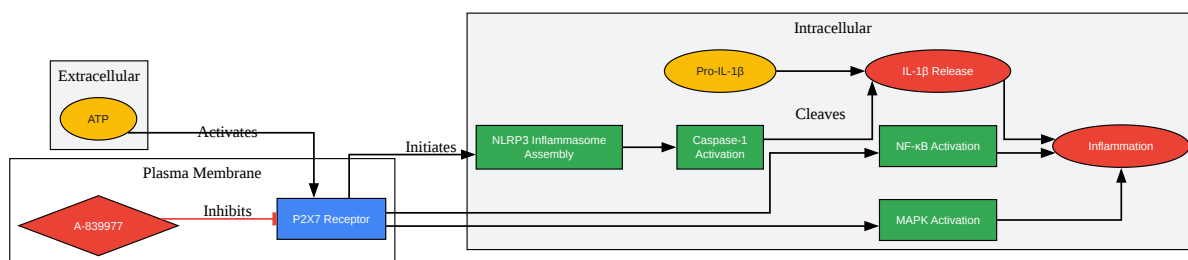 Intracellular
Pro-IL-1β
IL-1β Release
Extracellular
ATP
Activates
Cleaves
Initiates
NLRP3 Inflammasome
Assembly
Caspase-1
Activation
NF-κB Activation
Inflammation
Plasma Membrane
A-839977
Inhibits
P2X7 Receptor
MAPK Activation